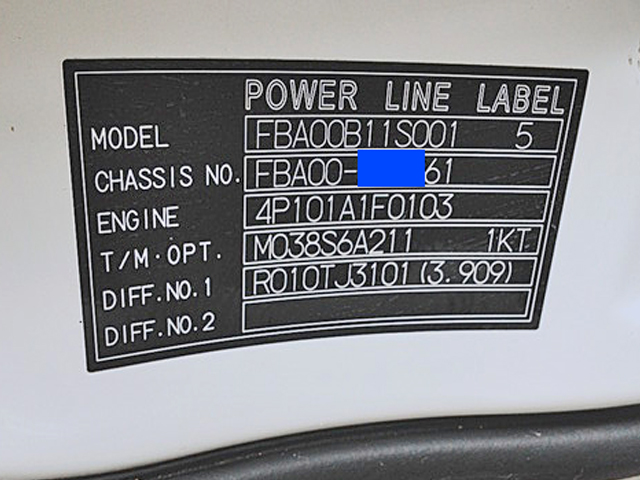 POWER LINE LABEL
MODEL FBA00B11S001 5
CHASSIS NO. FBA00- 61
ENGINE 4P101A1F0103
T/M·OPT. M038S6A211 1KT
DIFF.NO.1 R010TJ3101(3.909)
DIFF.NO.2